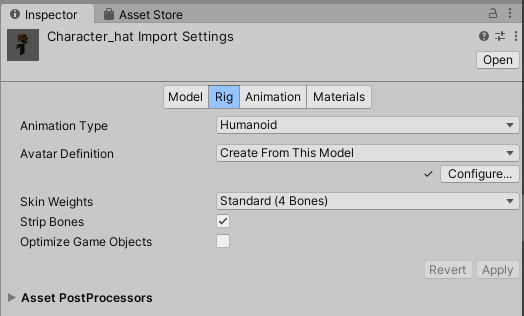 Inspector Asset Store
Character_hat Import Settings
Open
Model Rig Animation Materials
Animation Type Humanoid
Avatar Definition Create From This Model
Configure...
Skin Weights Standard (4 Bones)
Strip Bones
Optimize Game Objects
Revert Apply
Asset PostProcessors